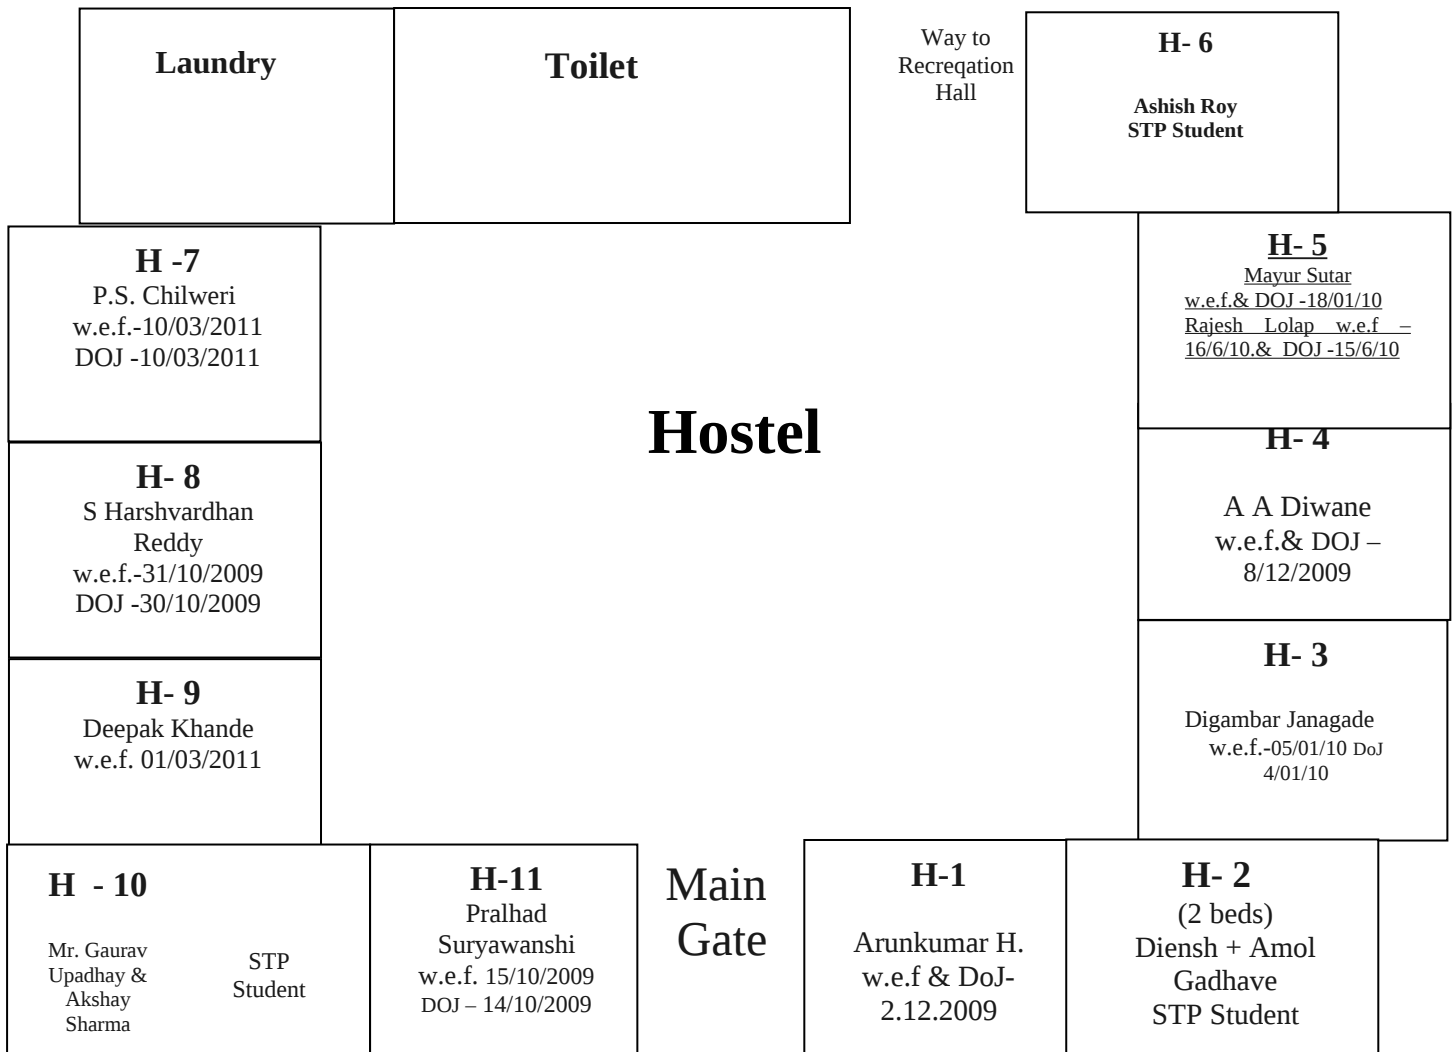 Laundry
Toilet
Way to
Recreqation
Hall
H- 6
Ashish Roy
STP Student
H -7
P.S. Chilweri
w.e.f.-10/03/2011
DOJ -10/03/2011
H- 5
Mayur Sutar
w.e.f.& DOJ -18/01/10
Rajesh Lolap w.e.f –
16/6/10.& DOJ -15/6/10
Hostel
H- 4
A A Diwane
w.e.f.& DOJ –
8/12/2009
H- 8
S Harshvardhan
Reddy
w.e.f.-31/10/2009
DOJ -30/10/2009
H- 3
Digambar Janagade
w.e.f.-05/01/10 DoJ
4/01/10
H- 9
Deepak Khande
w.e.f. 01/03/2011
H - 10
Mr. Gaurav
Upadhay &
Akshay
Sharma
STP
Student
H-11
Pralhad
Suryawanshi
w.e.f. 15/10/2009
DOJ – 14/10/2009
Main
Gate
H-1
Arunkumar H.
w.e.f & DoJ-
2.12.2009
H- 2
(2 beds)
Diensh + Amol
Gadhave
STP Student